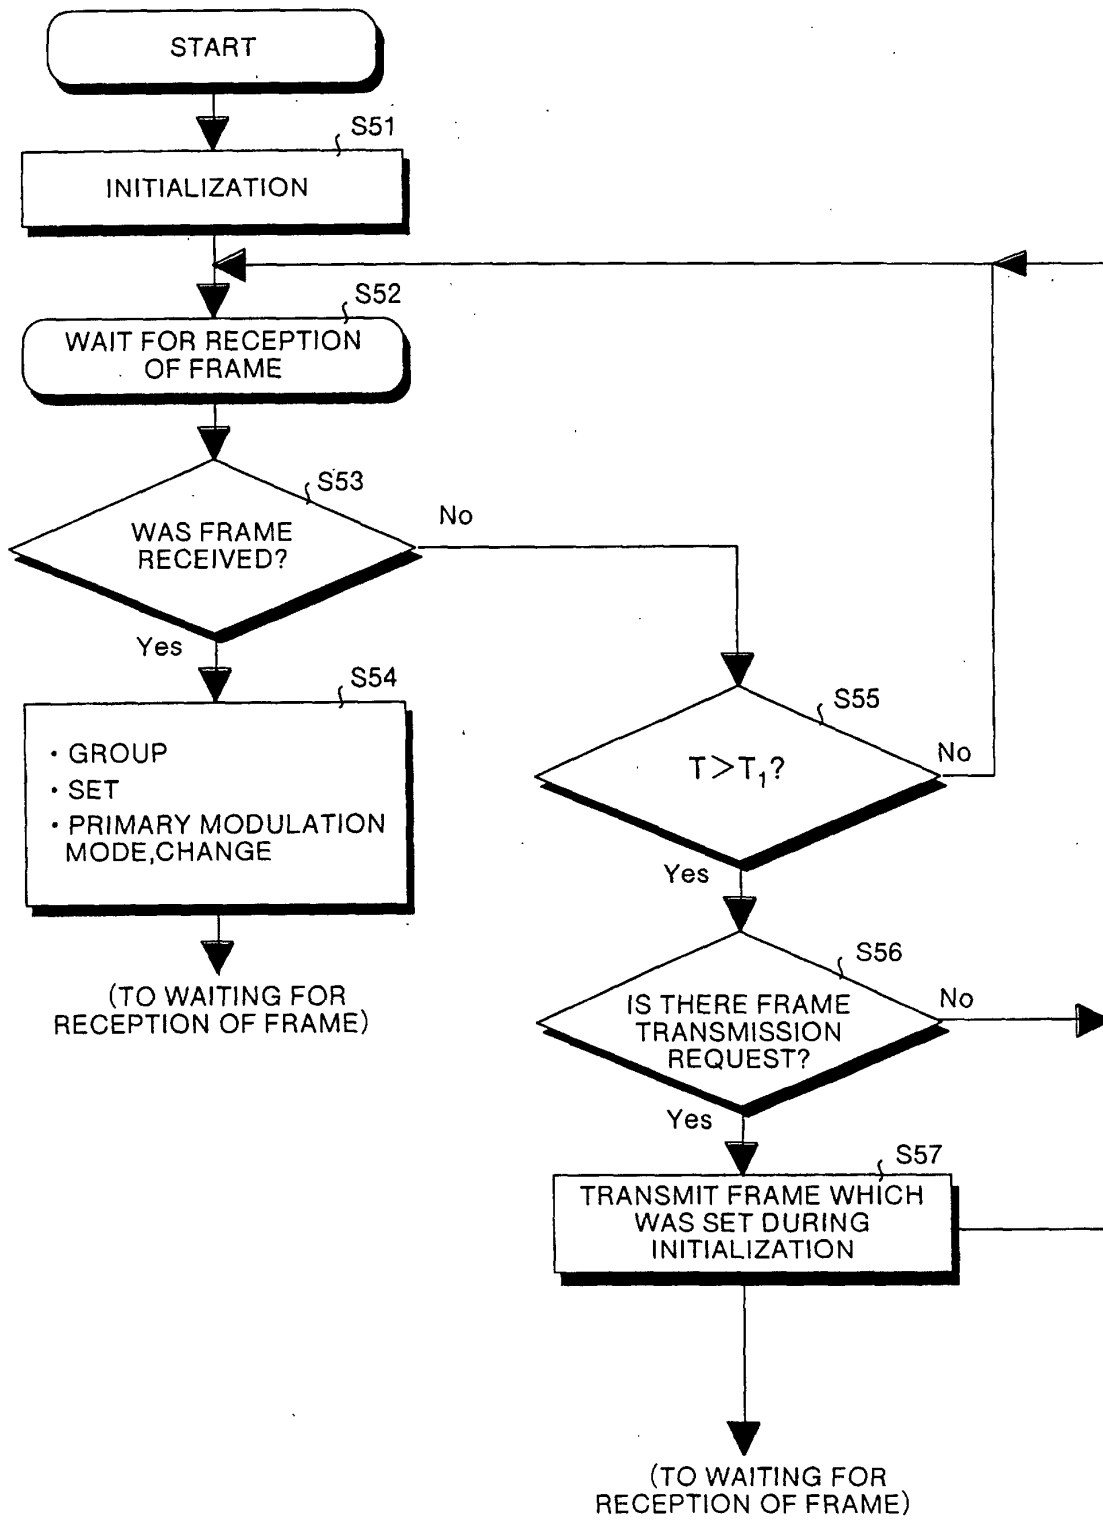 START
S51
INITIALIZATION
S52
WAIT FOR RECEPTION
OF FRAME
S53
WAS FRAME
RECEIVED?
No
Yes
S54
・GROUP
・SET
・PRIMARY MODULATION
MODE,CHANGE
(TO WAITING FOR
RECEPTION OF FRAME)
S55
T>T₁?
No
Yes
S56
IS THERE FRAME
TRANSMISSION
REQUEST?
No
Yes
S57
TRANSMIT FRAME WHICH
WAS SET DURING
INITIALIZATION
(TO WAITING FOR
RECEPTION OF FRAME)